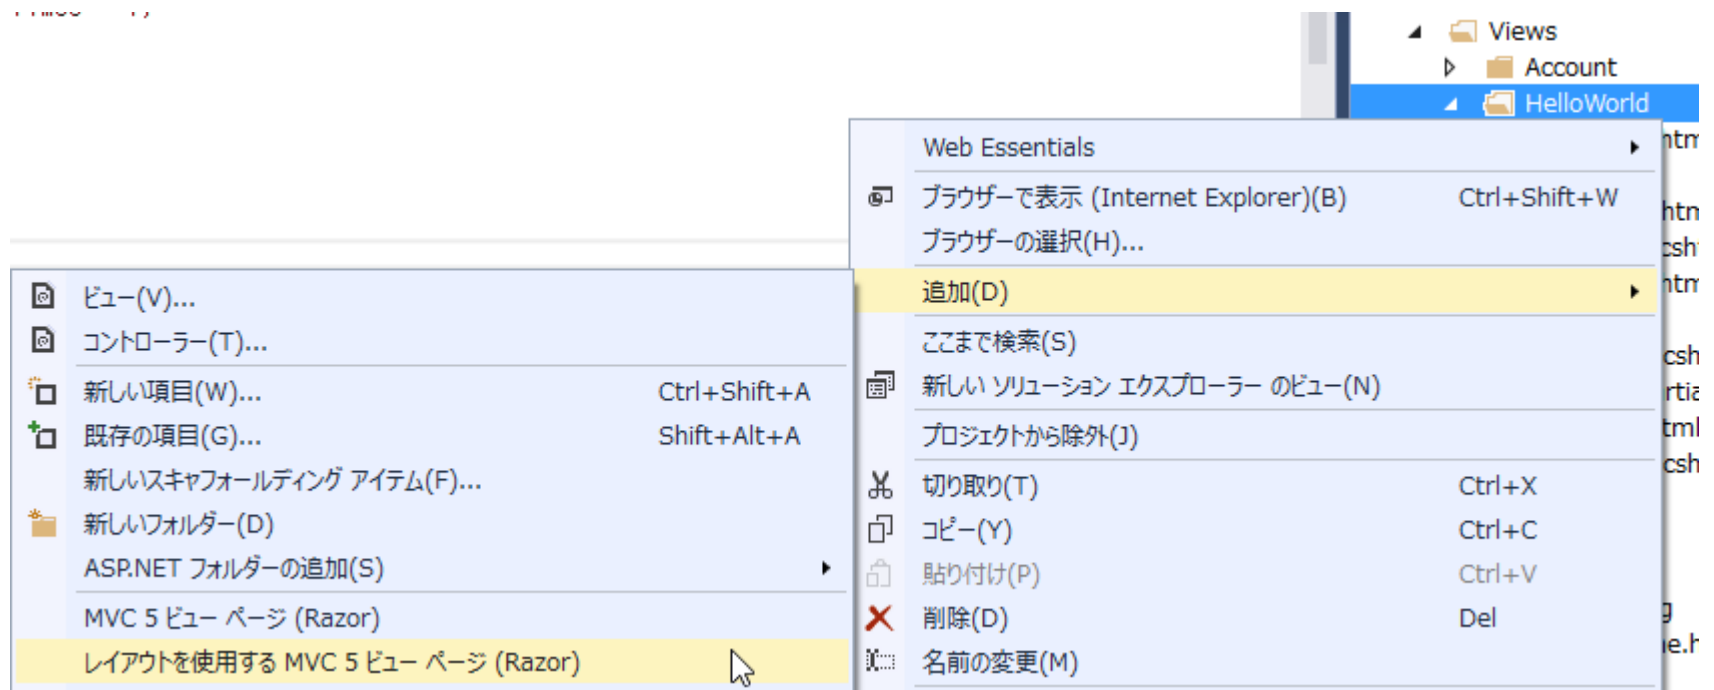 Views
Account
HelloWorld
Web Essentials
ブラウザーで表示 (Internet Explorer)(B) Ctrl+Shift+W
ブラウザーの選択(H)...
追加(D)
ここまで検索(S)
新しい ソリューション エクスプローラー のビュー(N)
プロジェクトから除外(J)
切り取り(T) Ctrl+X
コピー(Y) Ctrl+C
貼り付け(P) Ctrl+V
削除(D) Del
名前の変更(M)
ビュー(V)...
コントローラー(T)...
新しい項目(W)... Ctrl+Shift+A
既存の項目(G)... Shift+Alt+A
新しいスキャフォールディング アイテム(F)...
新しいフォルダー(D)
ASP.NET フォルダーの追加(S)
MVC 5 ビュー ページ (Razor)
レイアウトを使用する MVC 5 ビュー ページ (Razor)